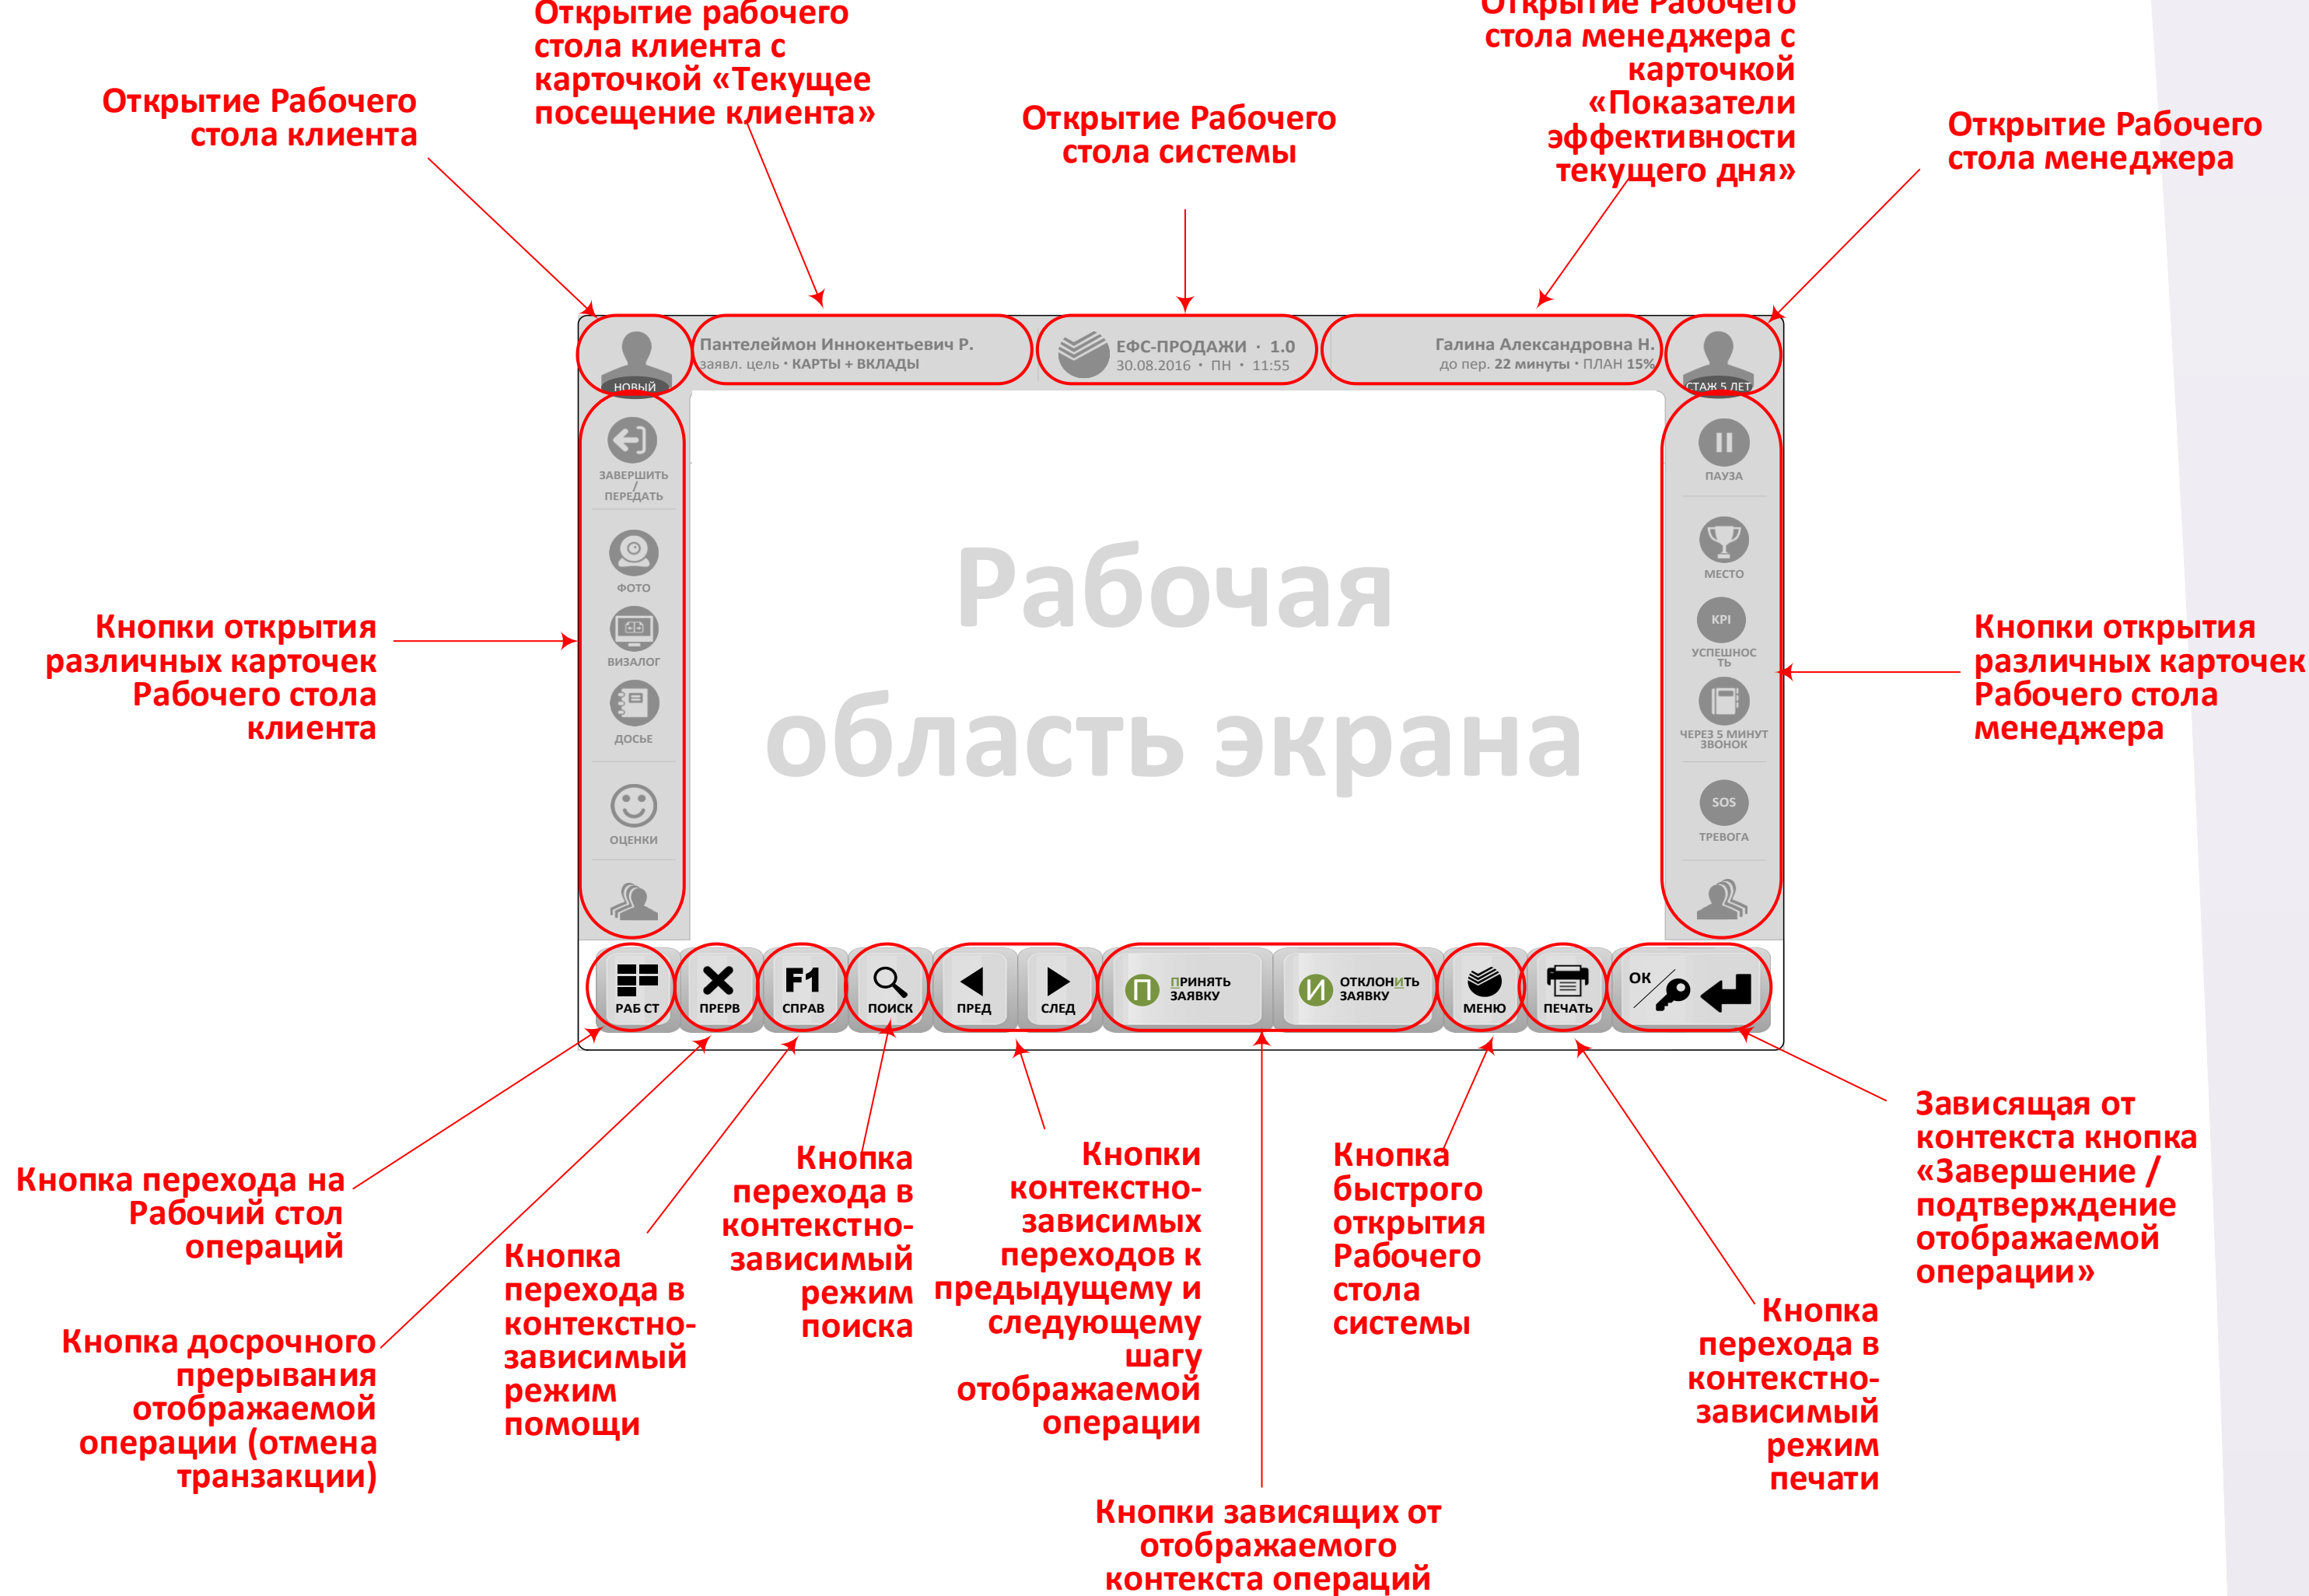 Открытие рабочего
стола клиента с
карточкой «Текущее
посещение клиента»
Открытие Рабочего
стола менеджера с
карточкой
«Показатели
эффективности
текущего дня»
Открытие Рабочего
стола клиента
Открытие Рабочего
стола системы
Открытие Рабочего
стола менеджера
НОВЫЙ
Пантелеймон Иннокентьевич Р.
заявл. цель · КАРТЫ + ВКЛАДЫ
ЕФС-ПРОДАЖИ · 1.0
30.08.2016 · ПН · 11:55
Галина Александровна Н.
до пер. 22 минуты · ПЛАН 15%
СТАЖ 5 ЛЕТ
ЗАВЕРШИТЬ
/
ПЕРЕДАТЬ
ФОТО
ВИЗАЛОГ
ДОСЬЕ
ОЦЕНКИ
Рабочая
область экрана
ПАУЗА
МЕСТО
KPI
УСПЕШНОС
ТЬ
ЧЕРЕЗ 5 МИНУТ
ЗВОНОК
SOS
ТРЕВОГА
Кнопки открытия
различных карточек
Рабочего стола
клиента
Кнопки открытия
различных карточек
Рабочего стола
менеджера
РАБ СТ
ПРЕРВ
F1
СПРАВ
ПОИСК
ПРЕД
СЛЕД
П
ПРИНЯТЬ
ЗАЯВКУ
И
ОТКЛОНИТЬ
ЗАЯВКУ
МЕНЮ
ПЕЧАТЬ
ОК
Кнопка перехода на
Рабочий стол
операций
Кнопка досрочного
прерывания
отображаемой
операции (отмена
транзакции)
Кнопка
перехода в
контекстно-
зависимый
режим
помощи
Кнопка
перехода в
контекстно-
зависимый
режим
поиска
Кнопки
контекстно-
зависимых
переходов к
предыдущему и
следующему
шагу
отображаемой
операции
Кнопки зависящих от
отображаемого
контекста операций
Кнопка
быстрого
открытия
Рабочего
стола
системы
Кнопка
перехода в
контекстно-
зависимый
режим
печати
Зависящая от
контекста кнопка
«Завершение /
подтверждение
отображаемой
операции»